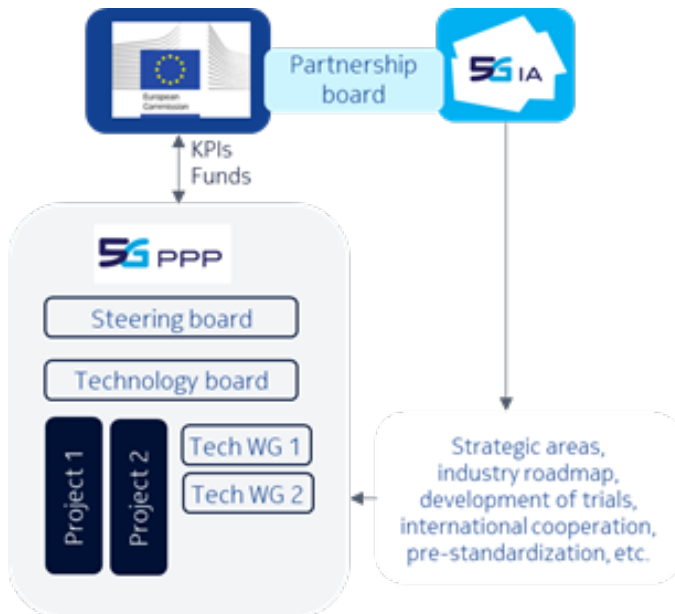 European
Commission
Partnership
board
5G IA
KPIs
Funds
5G PPP
Steering board
Technology board
Project 1
Project 2
Tech WG 1
Tech WG 2
Strategic areas,
industry roadmap,
development of trials,
international cooperation,
pre-standardization, etc.